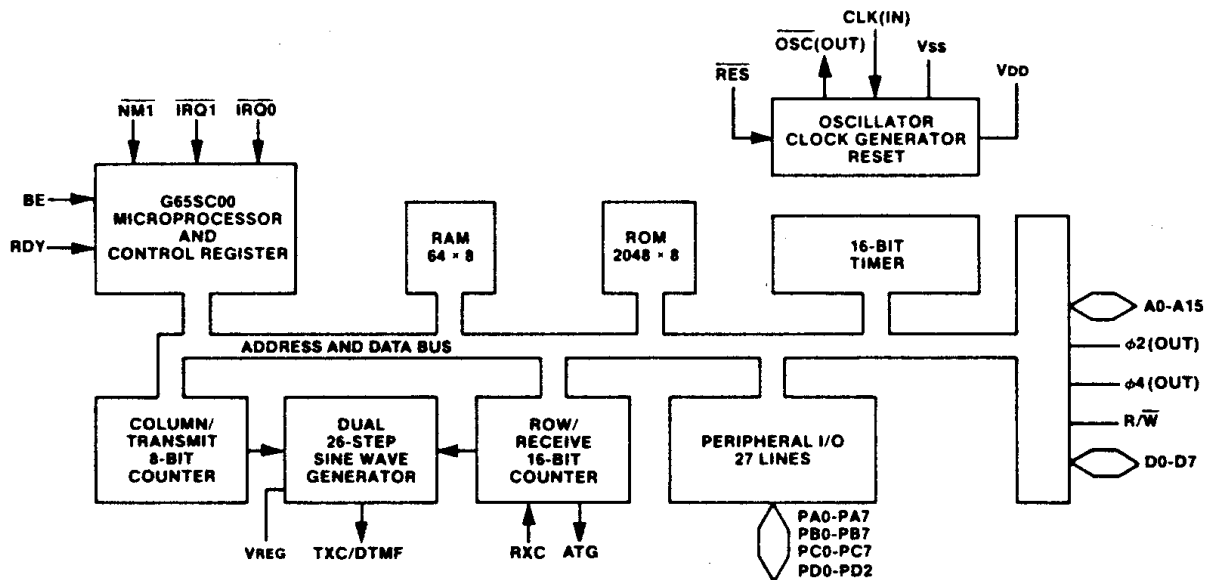 CLK(IN)
OSC(OUT)
VSS
RES
VDD
OSCILLATOR
CLOCK GENERATOR
RESET
NM1
IRQ1
IRQ0
BE
RDY
G65SC00
MICROPROCESSOR
AND
CONTROL REGISTER
RAM
64 × 8
ROM
2048 × 8
16-BIT
TIMER
A0-A15
ϕ2(OUT)
ϕ4(OUT)
R/W
D0-D7
ADDRESS AND DATA BUS
COLUMN/
TRANSMIT
8-BIT
COUNTER
DUAL
26-STEP
SINE WAVE
GENERATOR
ROW/
RECEIVE
16-BIT
COUNTER
PERIPHERAL I/O
27 LINES
VREG
TXC/DTMF
RXC
ATG
PA0-PA7
PB0-PB7
PC0-PC7
PD0-PD2